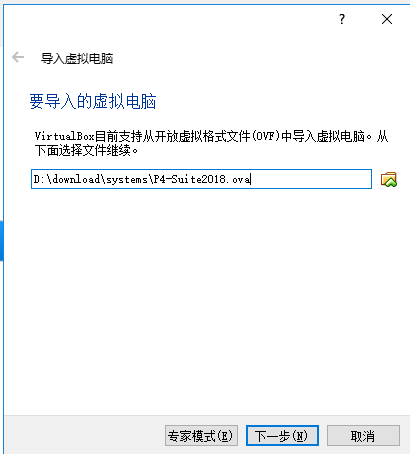 ?
导入虚拟电脑
要导入的虚拟电脑
VirtualBox目前支持从开放虚拟格式文件(OVF)中导入虚拟电脑。从
下面选择文件继续。
D:\download\systems\P4-Suite2018.ova
专家模式(E) 下一步(N) 取消